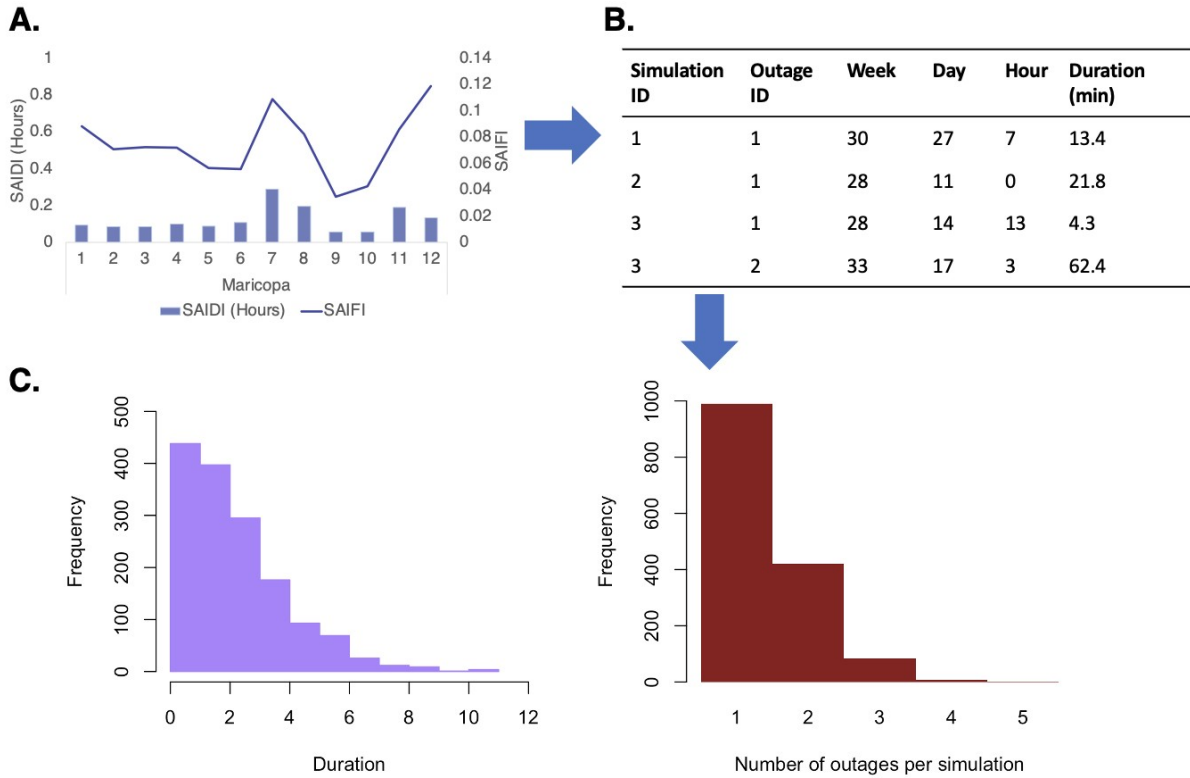 A.
1
0.8
0.6
0.4
0.2
0
SAIDI (Hours)
0.14
0.12
0.1
0.08
0.06
0.04
0.02
0
SAIFI
1 2 3 4 5 6 7 8 9 10 11 12
Maricopa
SAIDI (Hours) SAIFI
B.
Simulation ID Outage ID Week Day Hour Duration (min)
1 1 30 27 7 13.4
2 1 28 11 0 21.8
3 1 28 14 13 4.3
3 2 33 17 3 62.4
C.
500
400
300
200
100
0
Frequency
0 2 4 6 8 10 12
Duration
1000
800
600
400
200
0
Frequency
1 2 3 4 5
Number of outages per simulation